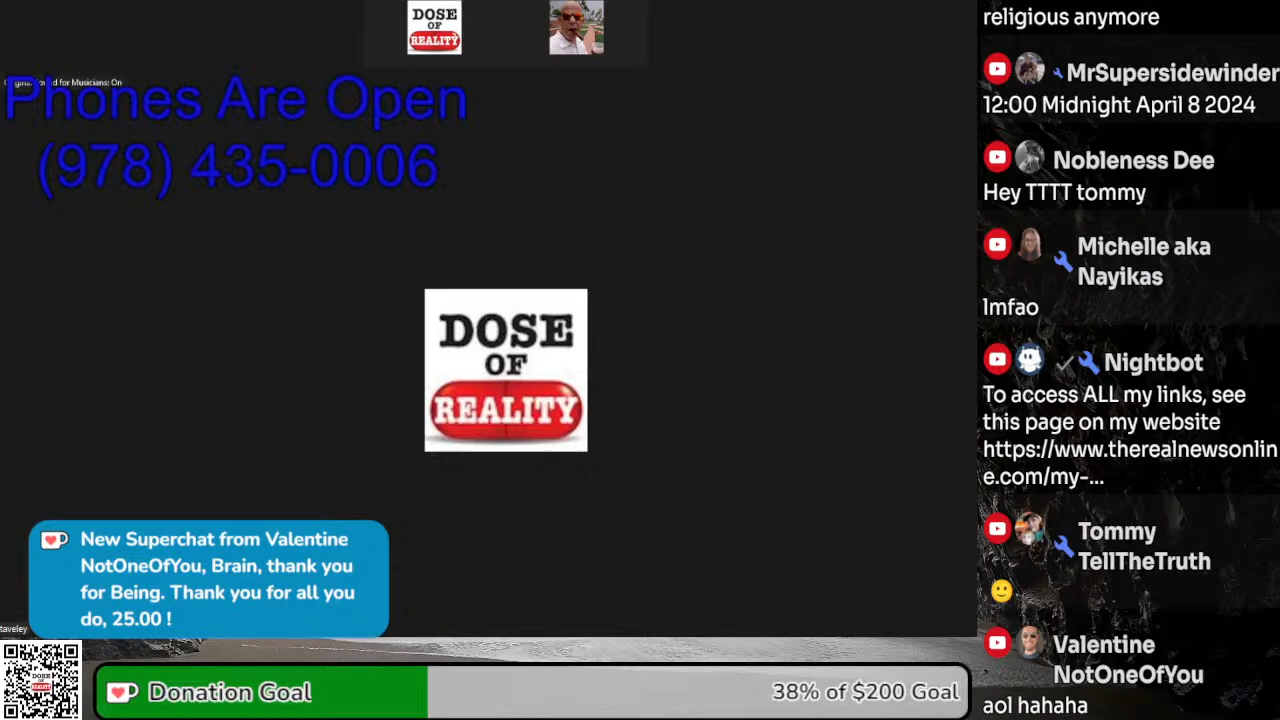 DOSE
OF
REALITY
Phones Are Open
(978) 435-0006
DOSE
OF
REALITY
New Superchat from Valentine
NotOneOfYou, Brain, thank you
for Being. Thank you for all you
do, 25.00 !
taveley
DOSE
OF
REALITY
Donation Goal
38% of $200 Goal
religious anymore
MrSupersidewinder
12:00 Midnight April 8 2024
Nobleness Dee
Hey TTTT tommy
Michelle aka
Nayikas
lmfao
Nightbot
To access ALL my links, see
this page on my website
https://www.therealnewsonlin
e.com/my-...
Tommy
TellTheTruth
Valentine
NotOneOfYou
aol hahaha